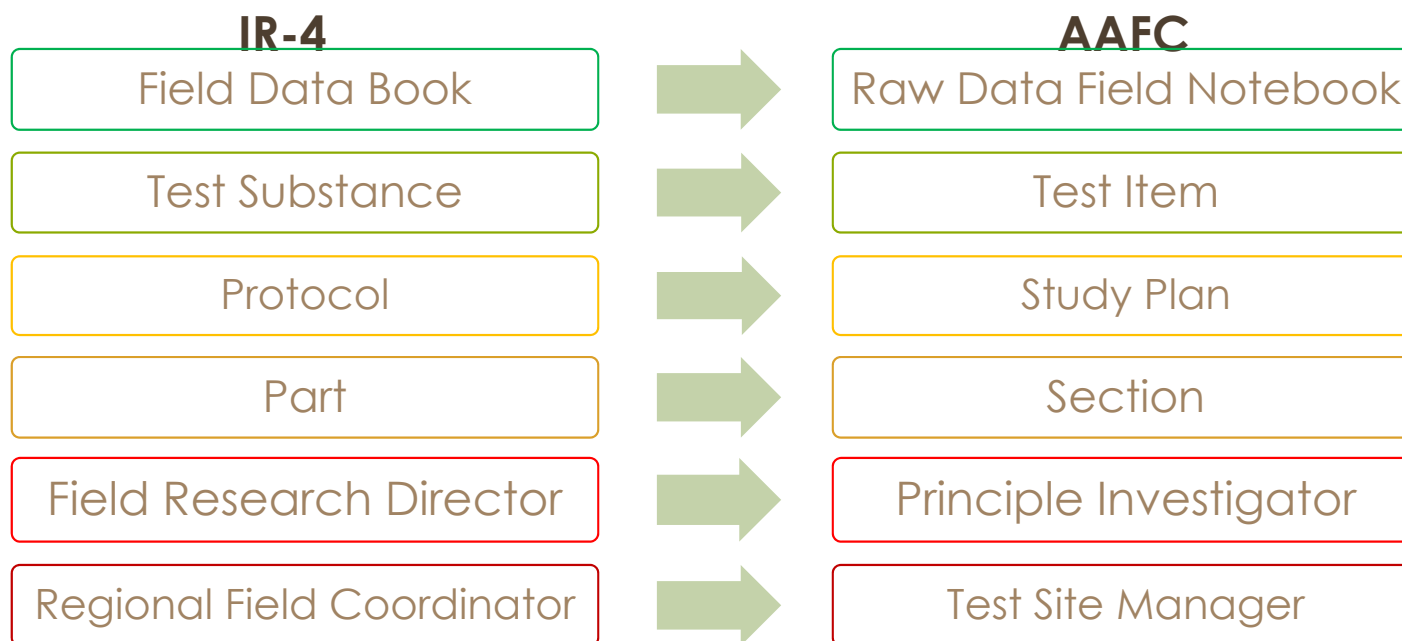 IR-4
AAFC
Field Data Book
Raw Data Field Notebook
Test Substance
Test Item
Protocol
Study Plan
Part
Section
Field Research Director
Principle Investigator
Regional Field Coordinator
Test Site Manager